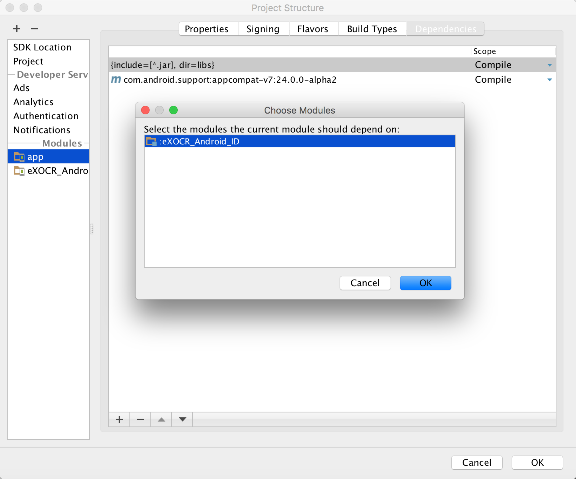 Project Structure
Properties Signing Flavors Build Types Dependencies
SDK Location
Project
Developer Serv
Ads
Analytics
Authentication
Notifications
Modules
app
eXOCR_Andro
Scope
{include=[*.jar], dir=libs} Compile
m com.android.support:appcompat-v7:24.0.0-alpha2 Compile
Choose Modules
Select the modules the current module should depend on:
:eXOCR_Android_ID
Cancel OK
Cancel OK